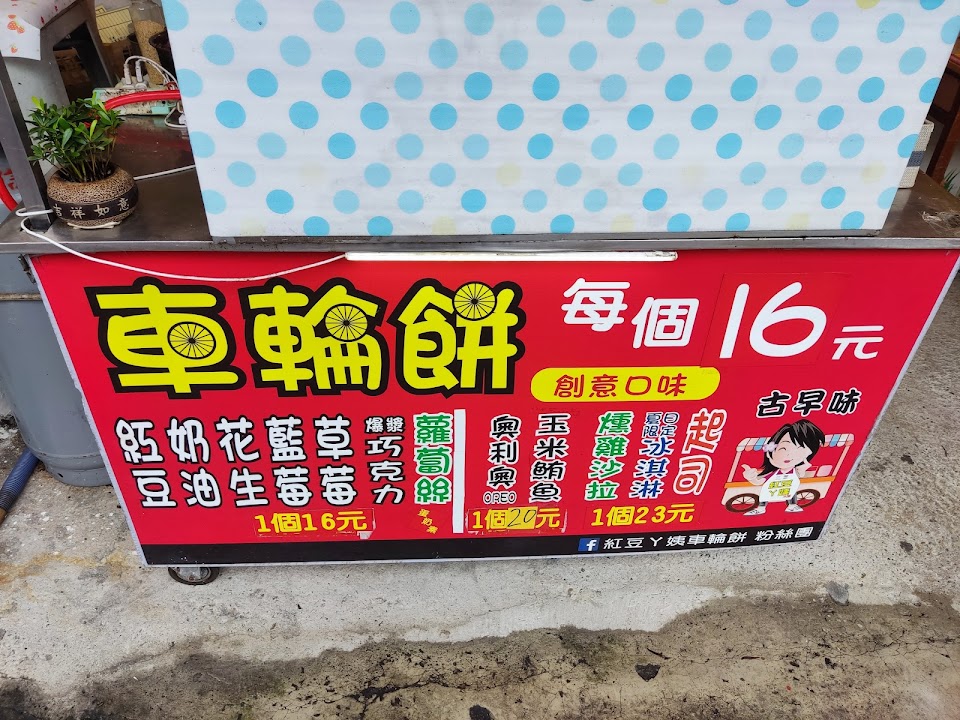 吉祥如意
車輪餅
每個16元
創意口味
古早味
紅豆
奶油
花生
藍莓
草莓
爆漿
巧克力
蘿蔔絲
1個16元
奧利奧
OREO
玉米鮪魚
1個20元
燻雞沙拉
夏日限定
冰淇淋
起司
1個23元
紅豆
丫姨
f 紅豆丫姨車輪餅 粉絲團